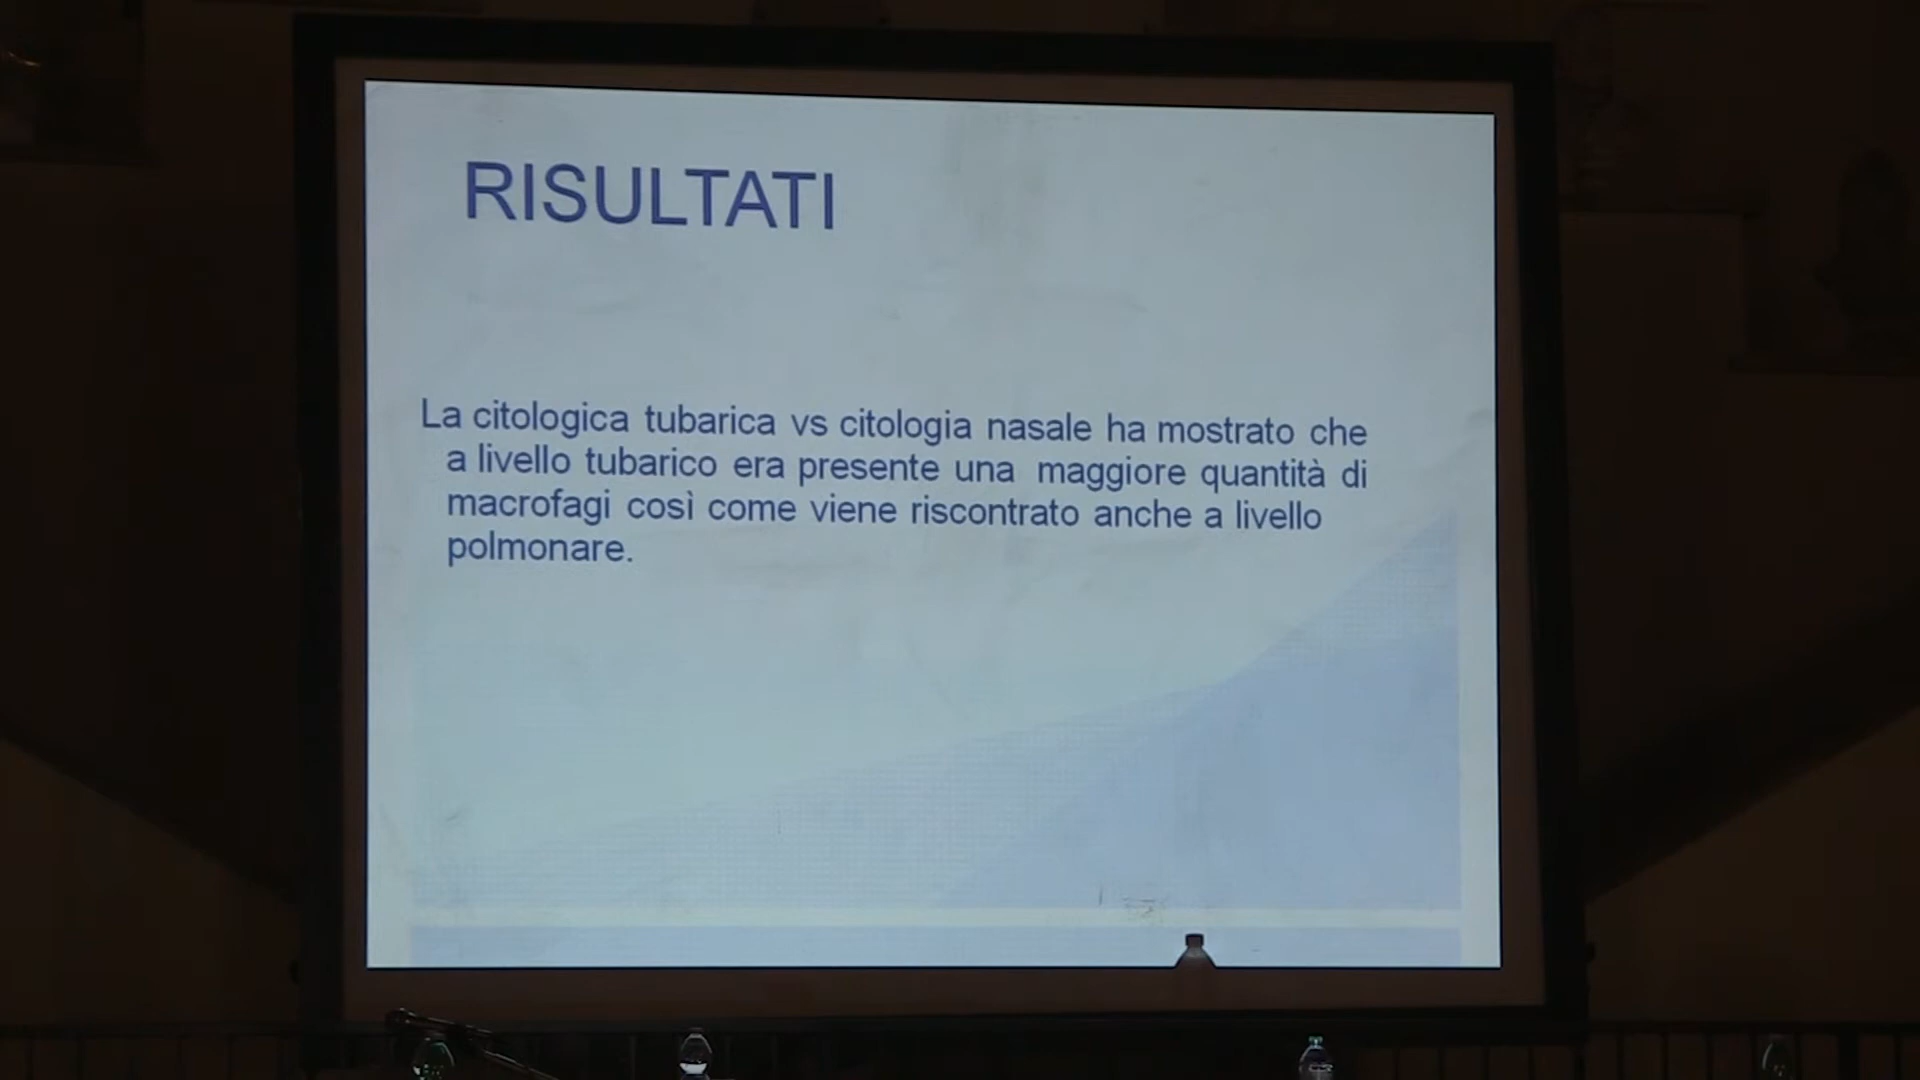 RISULTATI
La citologica tubarica vs citologia nasale ha mostrato che
a livello tubarico era presente una maggiore quantità di
macrofagi così come viene riscontrato anche a livello
polmonare.